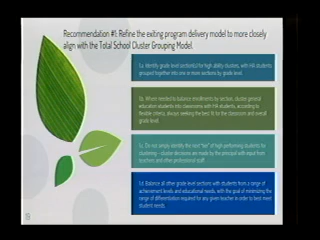 Recommendation #1: Refine the exiting program delivery model to more closely
align with the Total School Cluster Grouping Model.
1a. Identify grade level section(s) for high ability clusters, with HA students
grouped together into one or more sections by grade level.
1b. Where needed to balance enrollments by section, cluster general
education students into classrooms with HA students, according to
flexible criteria, always seeking the best fit for the classroom and overall
grade level.
1c. Do not simply identify the next "tier" of high performing students for
clustering - cluster decisions are made by the principal with input from
teachers and other professional staff.
1d. Balance all other grade level sections with students from a range of
achievement levels and educational needs, with the goal of minimizing the
range of differentiation required for any given teacher in order to best meet
student needs.